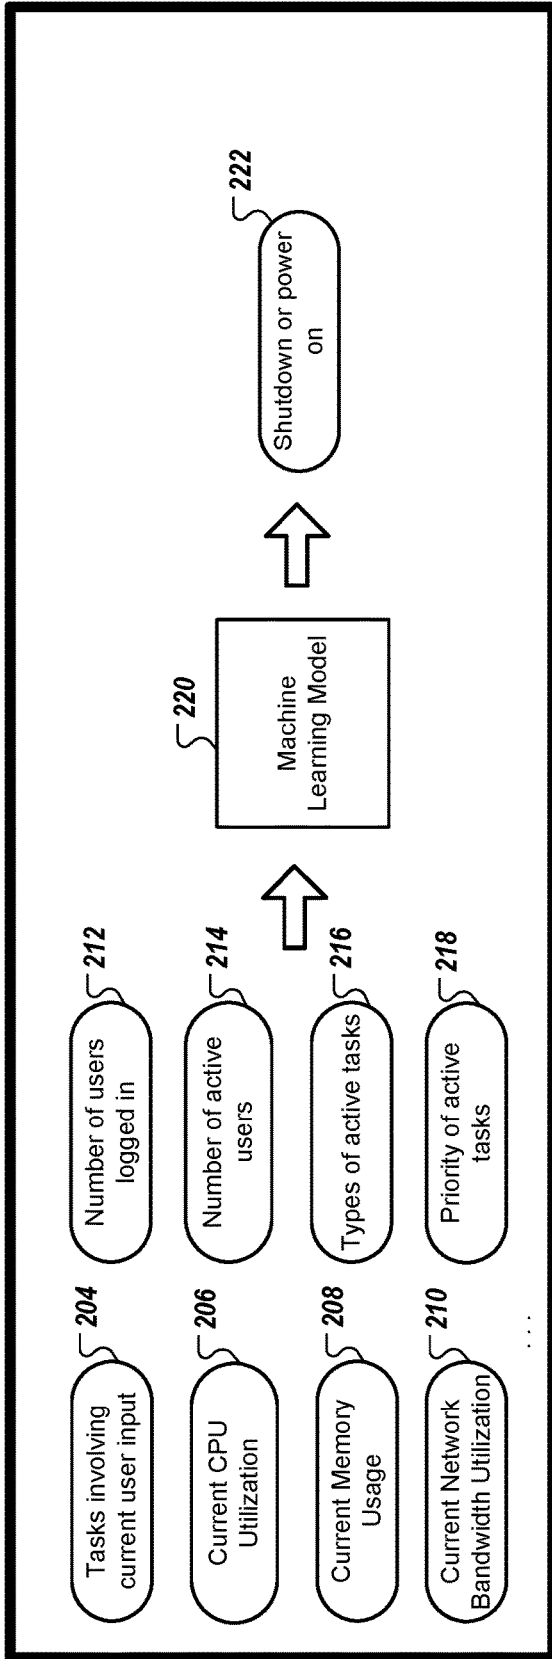 Tasks involving
current user input
204
Number of users
logged in
212
Current CPU
Utilization
206
Number of active
users
214
Current Memory
Usage
208
Types of active tasks
216
Current Network
Bandwidth Utilization
210
Priority of active
tasks
218
. . .
Machine
Learning Model
220
Shutdown or power
on
222